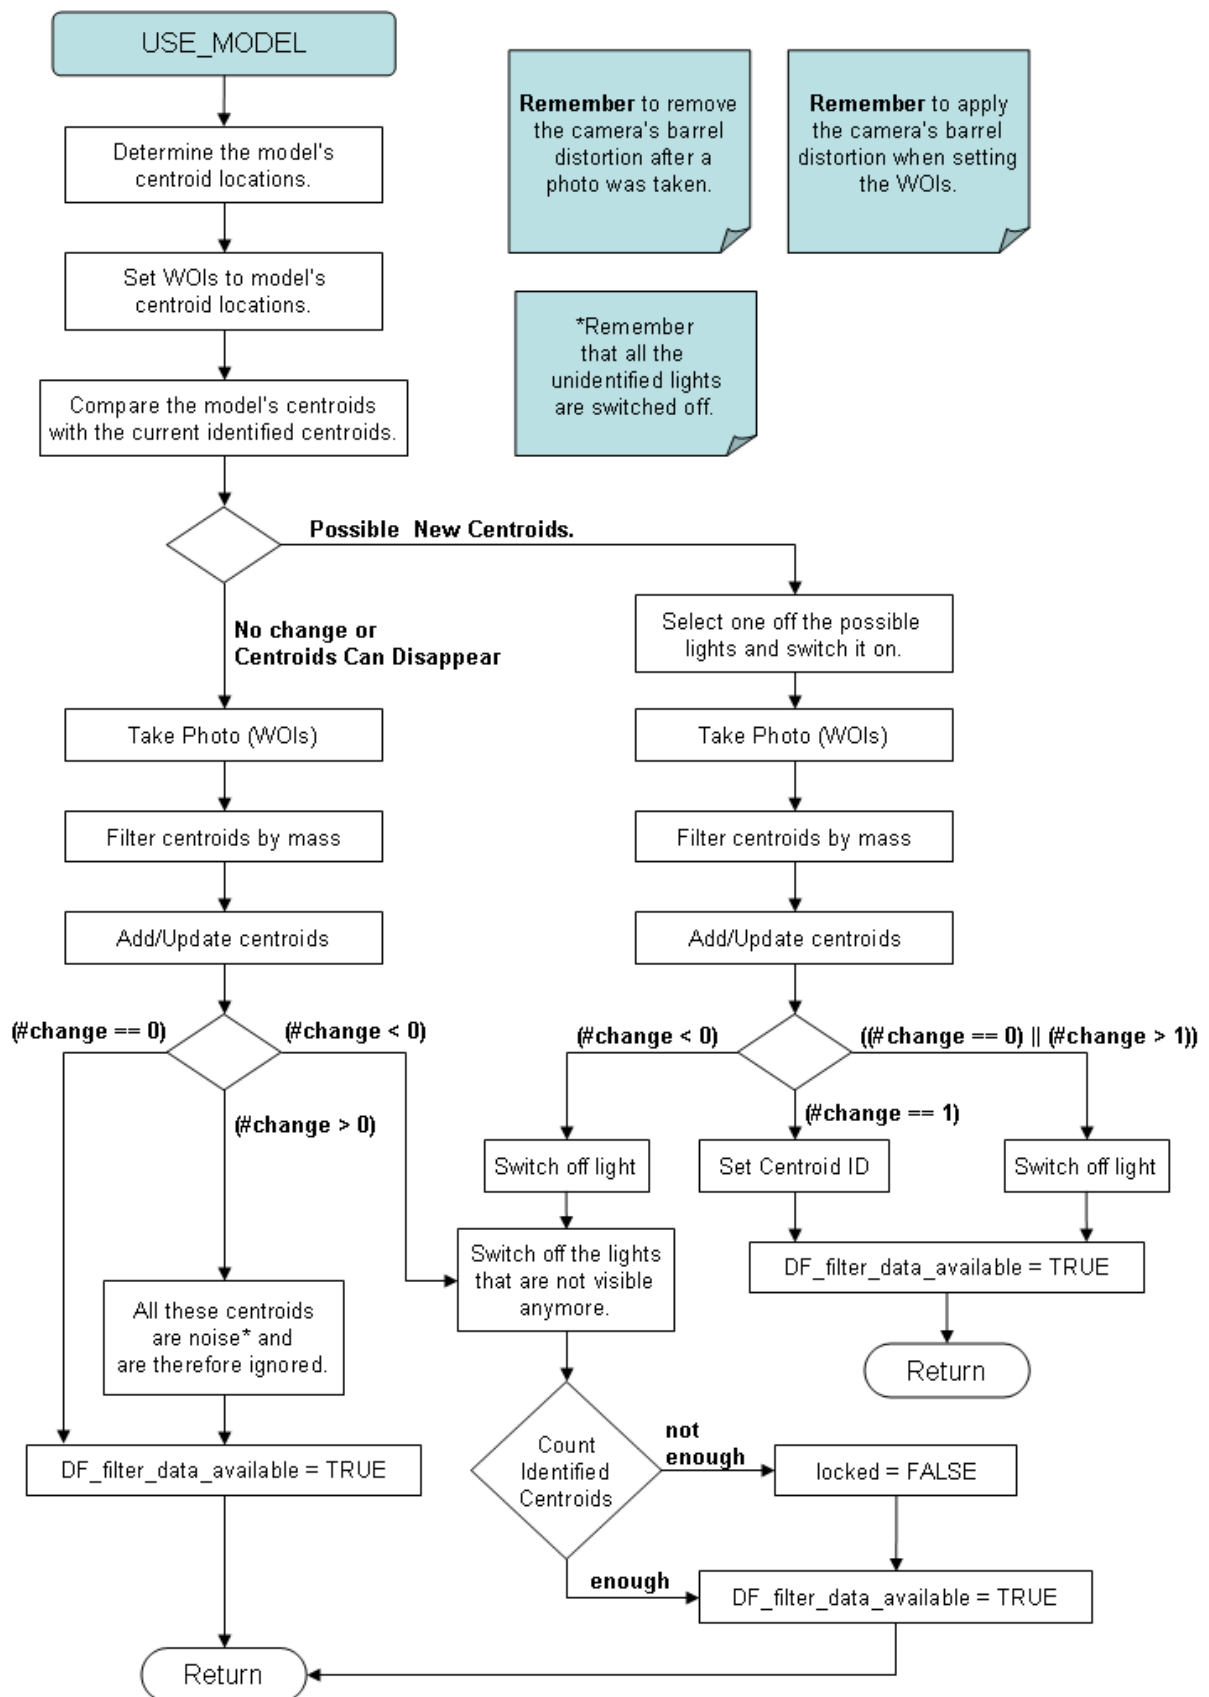 USE_MODEL
Determine the model's
centroid locations.
Set WOIs to model's
centroid locations.
Compare the model's centroids
with the current identified centroids.
Remember to remove
the camera's barrel
distortion after a
photo was taken.
Remember to apply
the camera's barrel
distortion when setting
the WOIs.
*Remember
that all the
unidentified lights
are switched off.
Possible New Centroids.
No change or
Centroids Can Disappear
Take Photo (WOIs)
Filter centroids by mass
Add/Update centroids
(#change == 0)
(#change < 0)
(#change > 0)
All these centroids
are noise* and
are therefore ignored.
DF_filter_data_available = TRUE
Return
Select one off the possible
lights and switch it on.
Take Photo (WOIs)
Filter centroids by mass
Add/Update centroids
(#change < 0)
((#change == 0) || (#change > 1))
(#change == 1)
Switch off light
Set Centroid ID
Switch off light
Switch off the lights
that are not visible
anymore.
DF_filter_data_available = TRUE
Return
Count
Identified
Centroids
not
enough
locked = FALSE
enough
DF_filter_data_available = TRUE